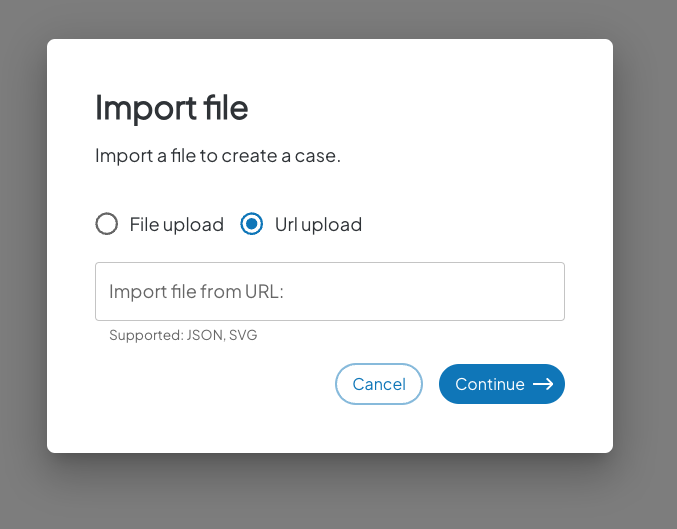 Import file
Import a file to create a case.
File upload Url upload
Import file from URL:
Supported: JSON, SVG
Cancel Continue